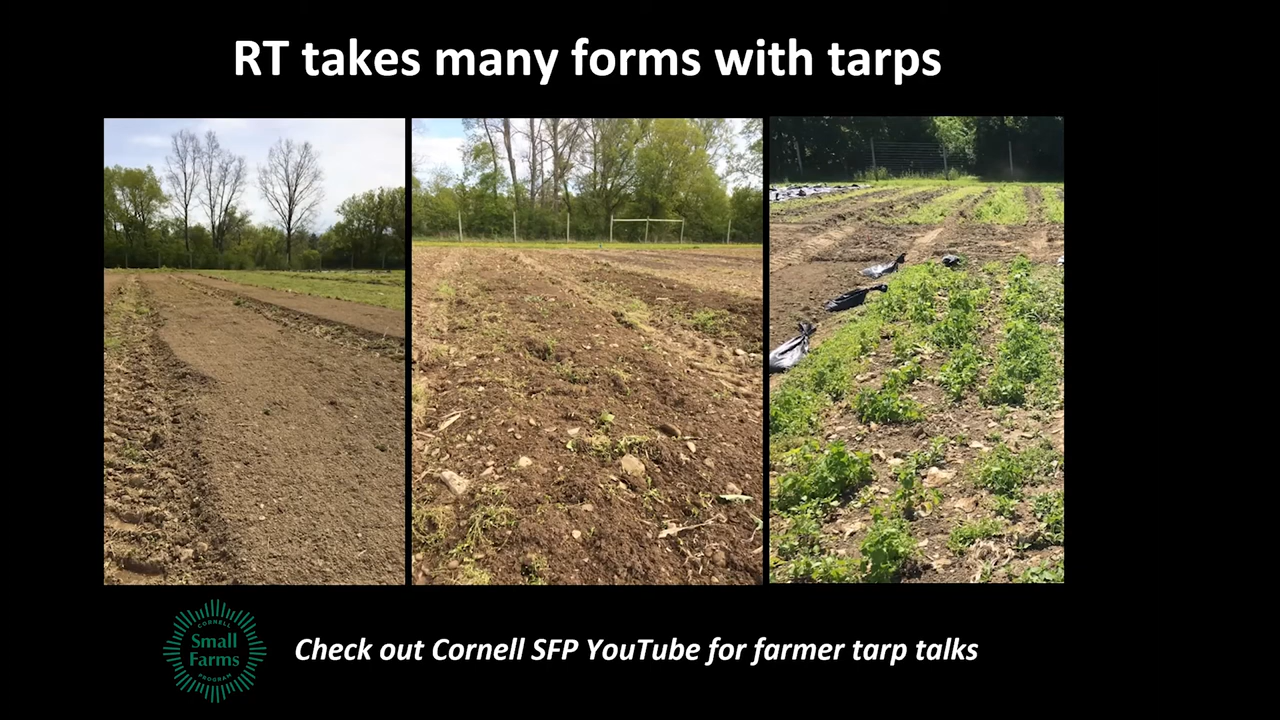 RT takes many forms with tarps
CORNELL
Small
Farms
PROGRAM
Check out Cornell SFP YouTube for farmer tarp talks